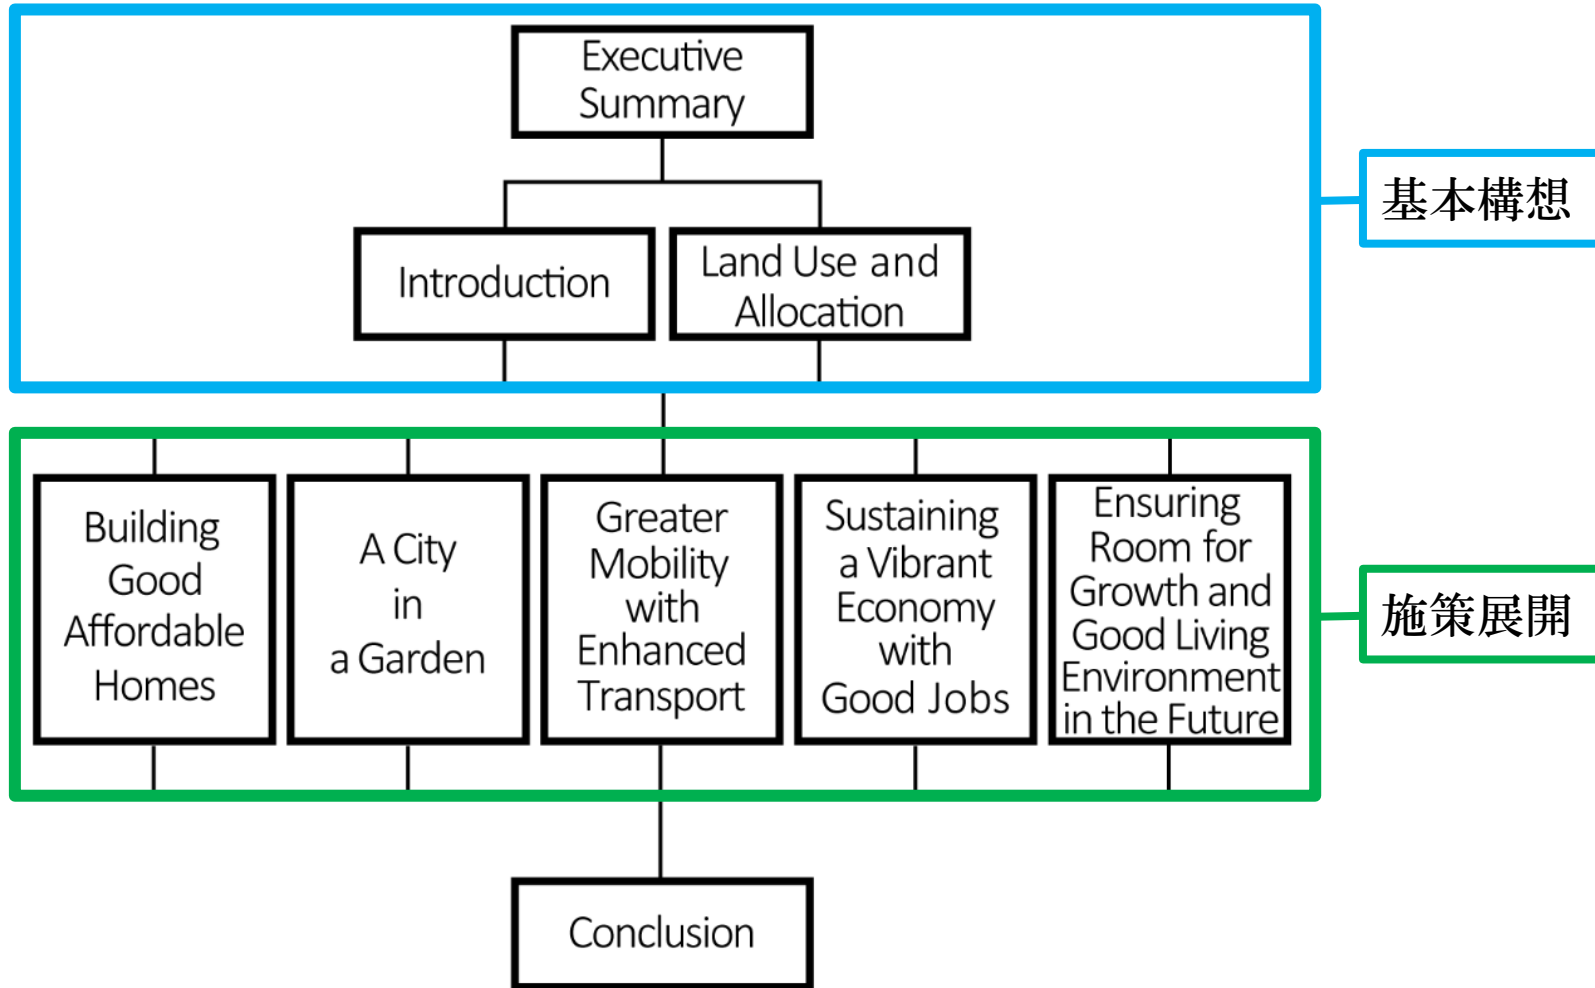 Executive
Summary
Introduction
Land Use and
Allocation
基本構想
Building
Good
Affordable
Homes
A City
in
a Garden
Greater
Mobility
with
Enhanced
Transport
Sustaining
a Vibrant
Economy
with
Good Jobs
Ensuring
Room for
Growth and
Good Living
Environment
in the Future
施策展開
Conclusion